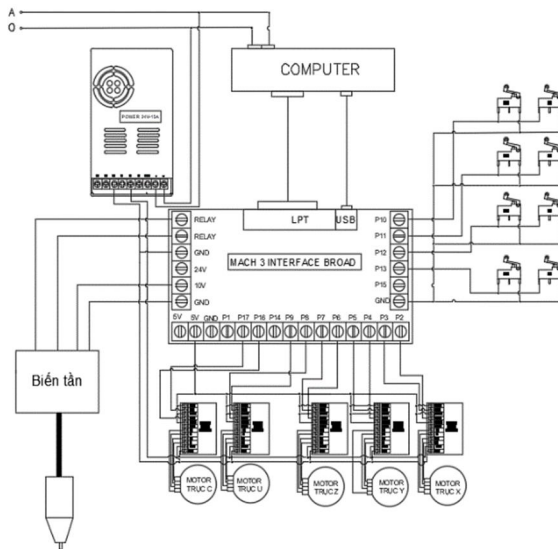 A
O
COMPUTER
POWER 24V-15A
LPT
USB
MACH 3 INTERFACE BROAD
RELAY
RELAY
GND
24V
10V
GND
P10
P11
P12
P13
P15
GND
5V
5V
GND
P1
P17
P16
P14
P9
P8
P7
P6
P5
P4
P3
P2
Biến tần
MOTOR
TRUC C
MOTOR
TRUC U
MOTOR
TRUC Z
MOTOR
TRUC Y
MOTOR
TRUC X